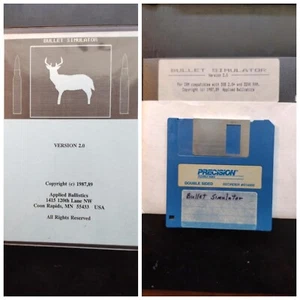 BULLET SIMULATOR
VERSION 2.0
Copyright (c) 1987,89
Applied Ballistics
1415 120th Lane NW
Coon Rapids, MN 55433 USA
All Rights Reserved
BULLET SIMULATOR
Version 2.0
Copyright (c) 1987,89 Applied Ballistics
PRECISION
DOUBLE SIDED
Bullet Simulator